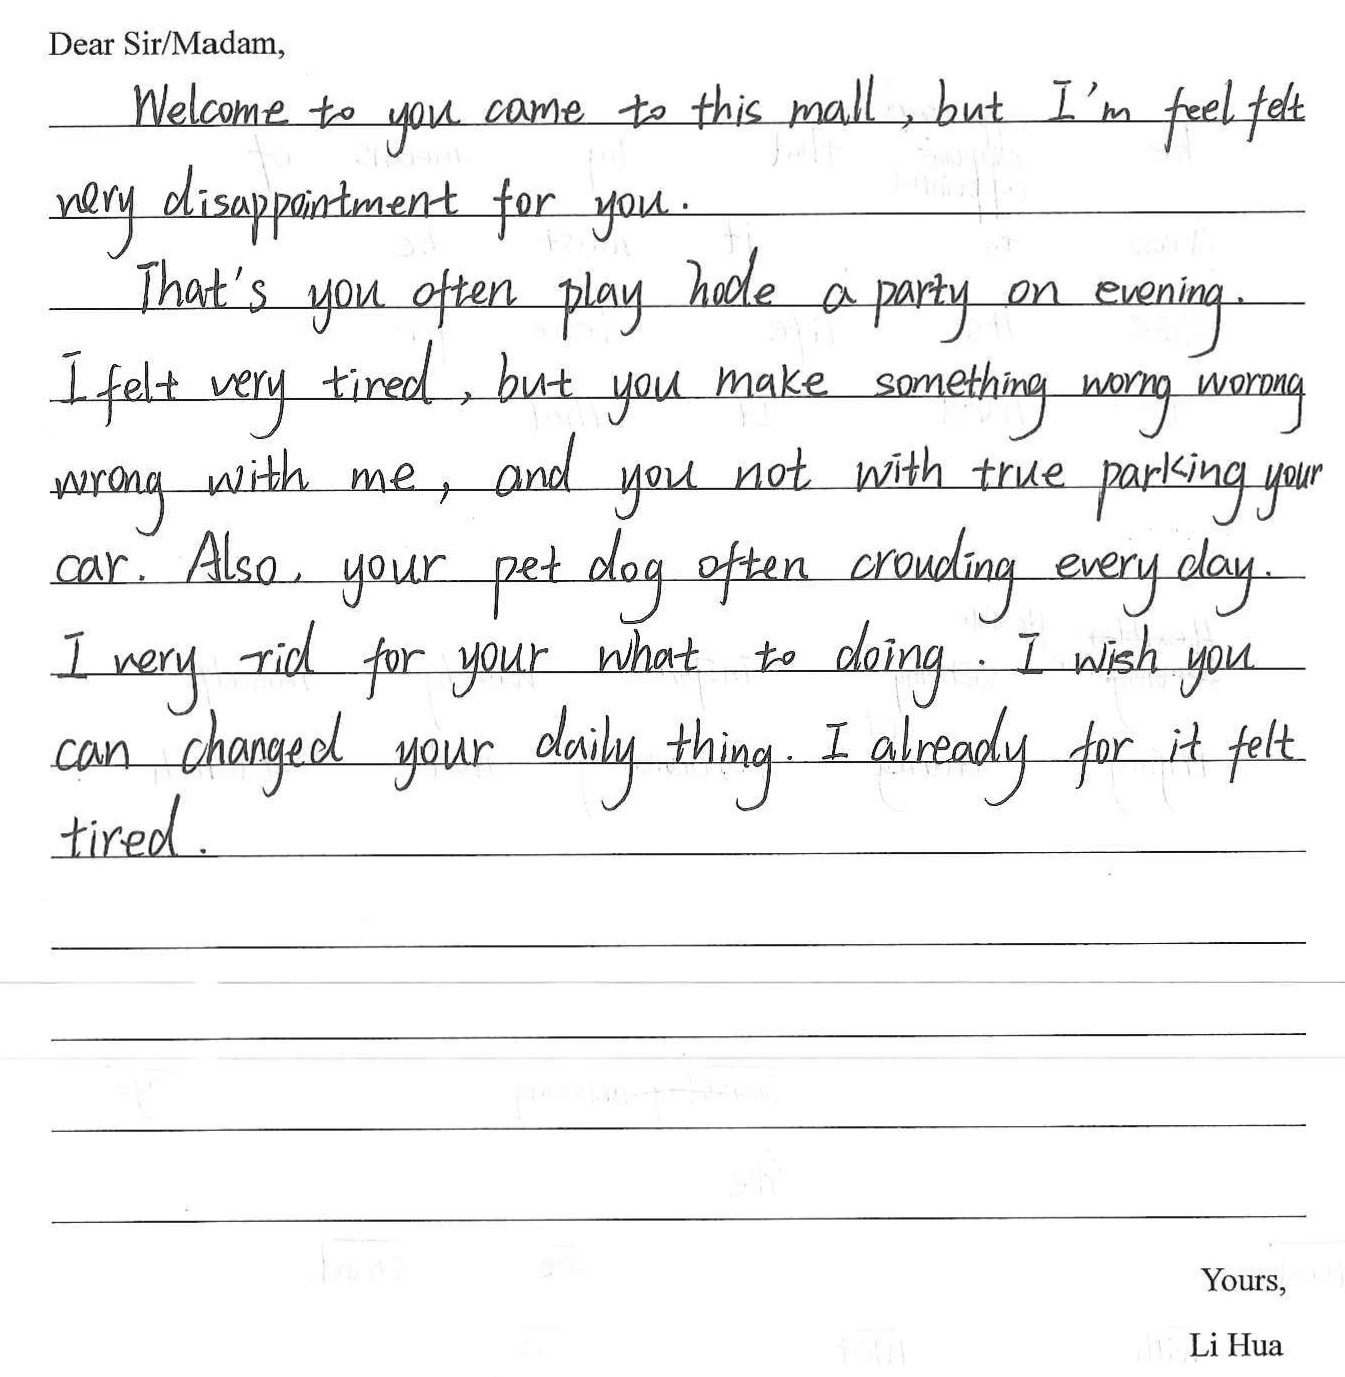 Dear Sir/Madam,
Welcome to you came to this mall, but I'm feel felt
very disappointment for you.
That's you often play hode a party on evening.
I felt very tired, but you make something worng worong
wrong with me, and you not with true parking your
car. Also, your pet dog often crouding every day.
I very rid for your what to doing. I wish you
can changed your daily thing. I already for it felt
tired.
Yours,
Li Hua